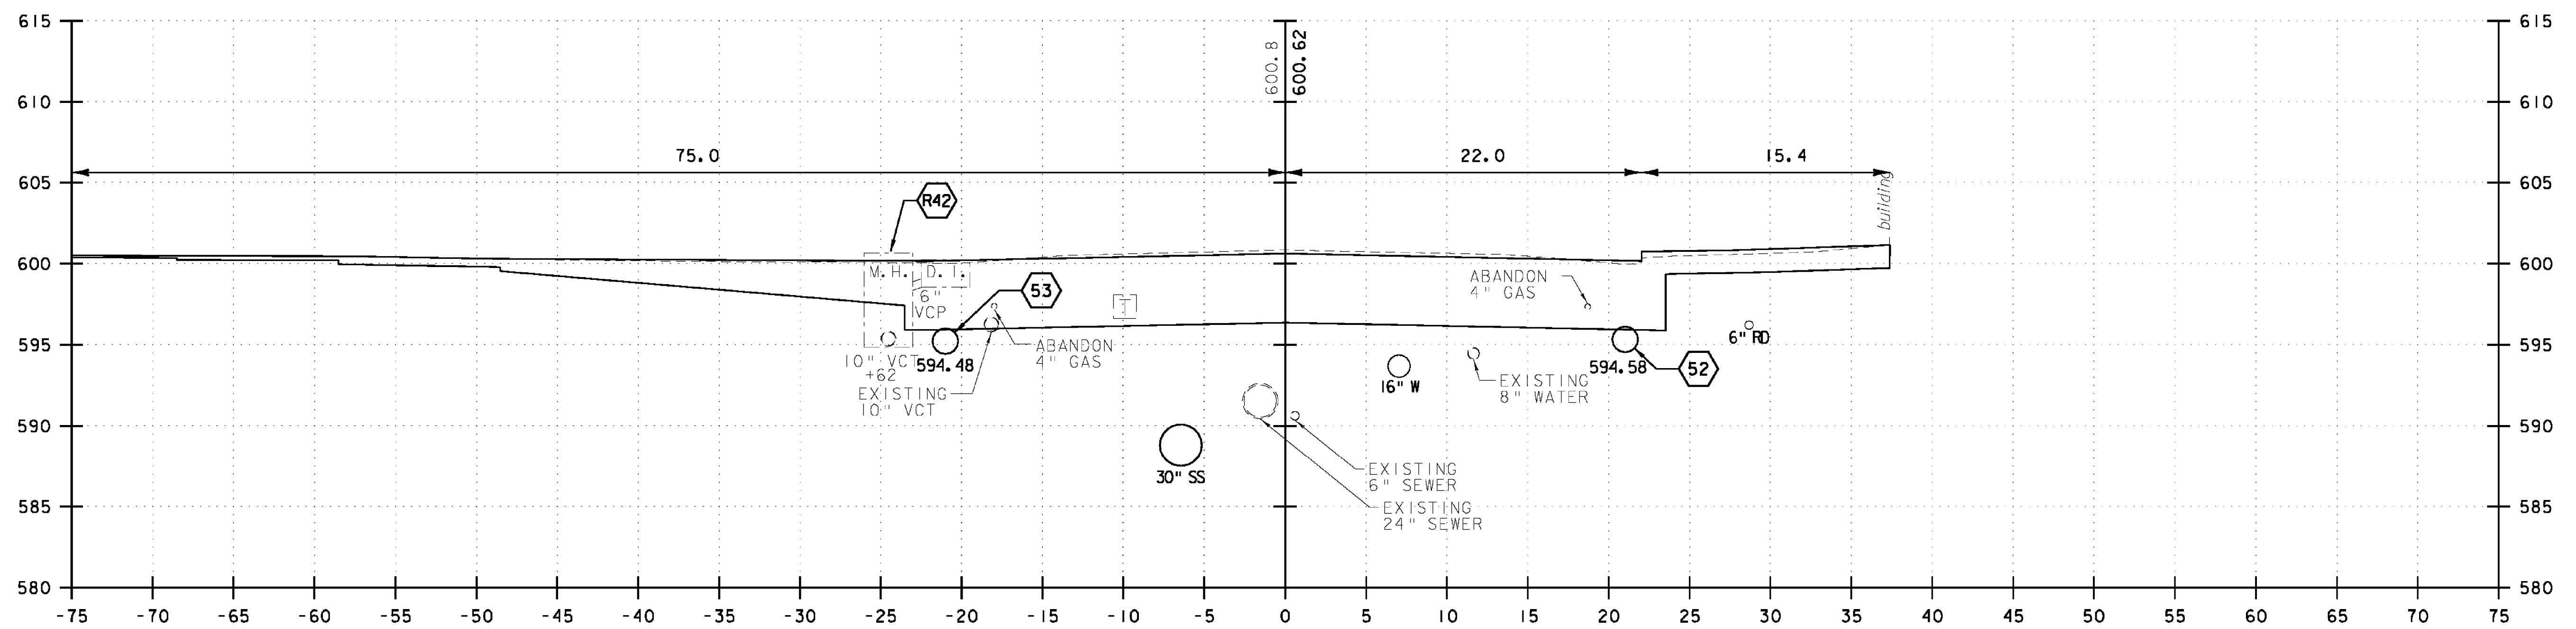 615
610
605
600
595
590
585
580
600.8
600.62
75.0
22.0
15.4
building
R42
M.H.
D.I.
6"
VCP
53
T
ABANDON
4" GAS
10" VCT
+62
594.48
EXISTING
10" VCT
ABANDON
4" GAS
6" RD
594.58
52
16" W
EXISTING
8" WATER
30" SS
EXISTING
6" SEWER
EXISTING
24" SEWER
615
610
605
600
595
590
585
580
-75 -70 -65 -60 -55 -50 -45 -40 -35 -30 -25 -20 -15 -10 -5 0 5 10 15 20 25 30 35 40 45 50 55 60 65 70 75